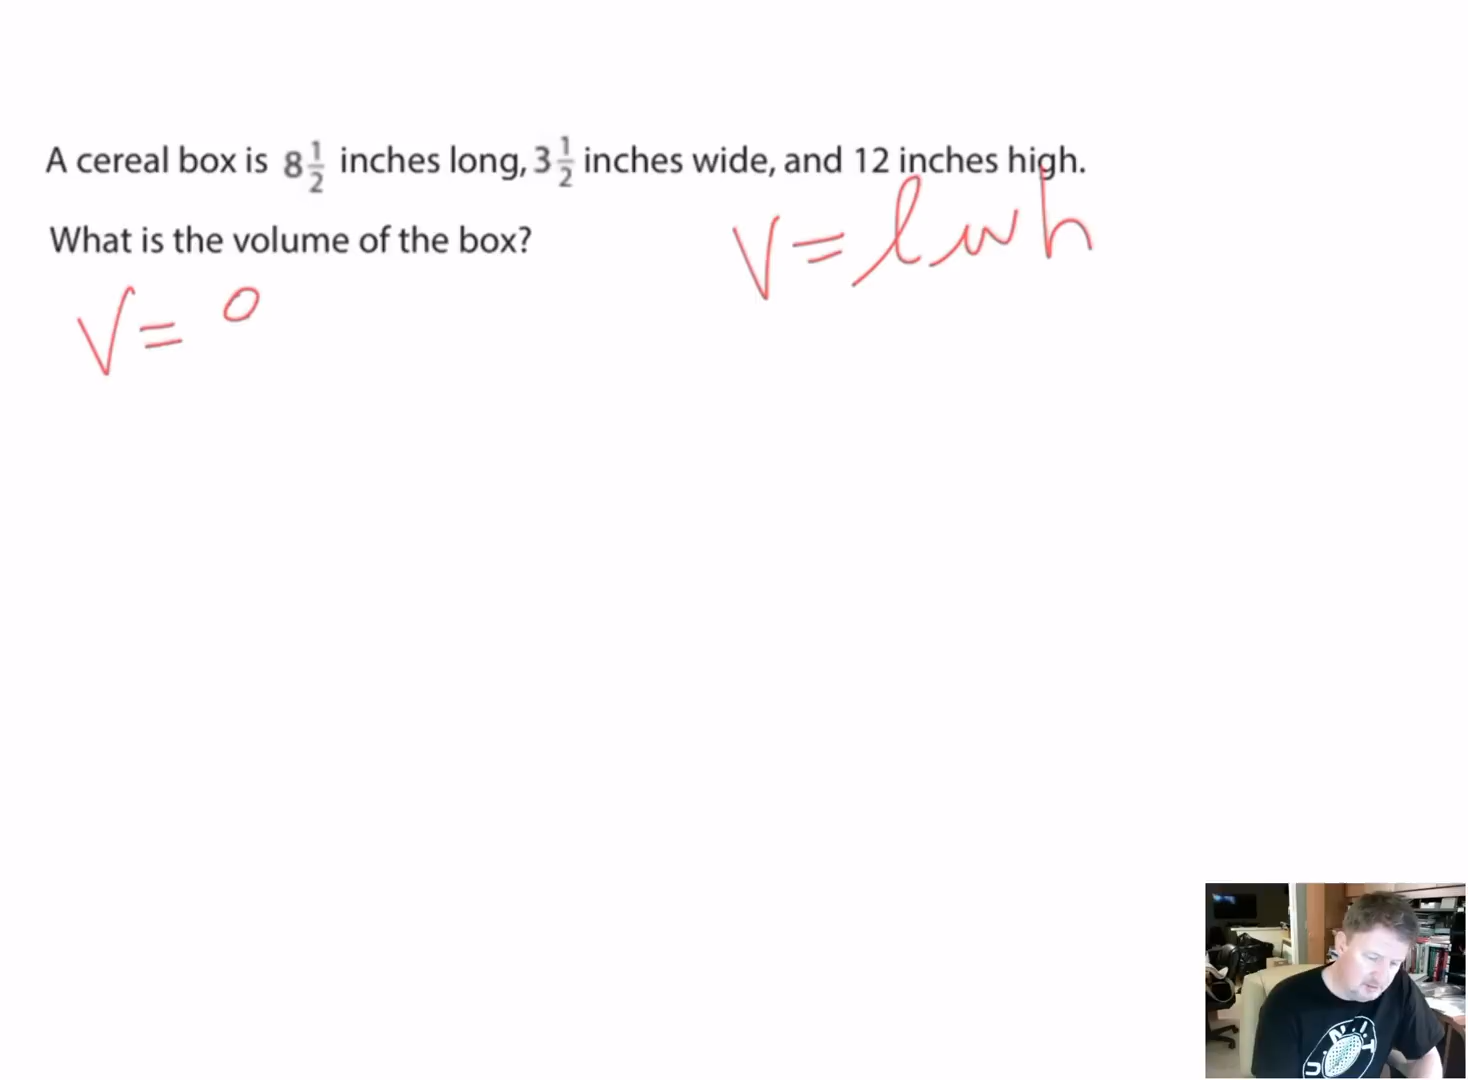 A cereal box is 8 1/2 inches long, 3 1/2 inches wide, and 12 inches high.
What is the volume of the box?
V = l w h
V = 0
U.N.I.T